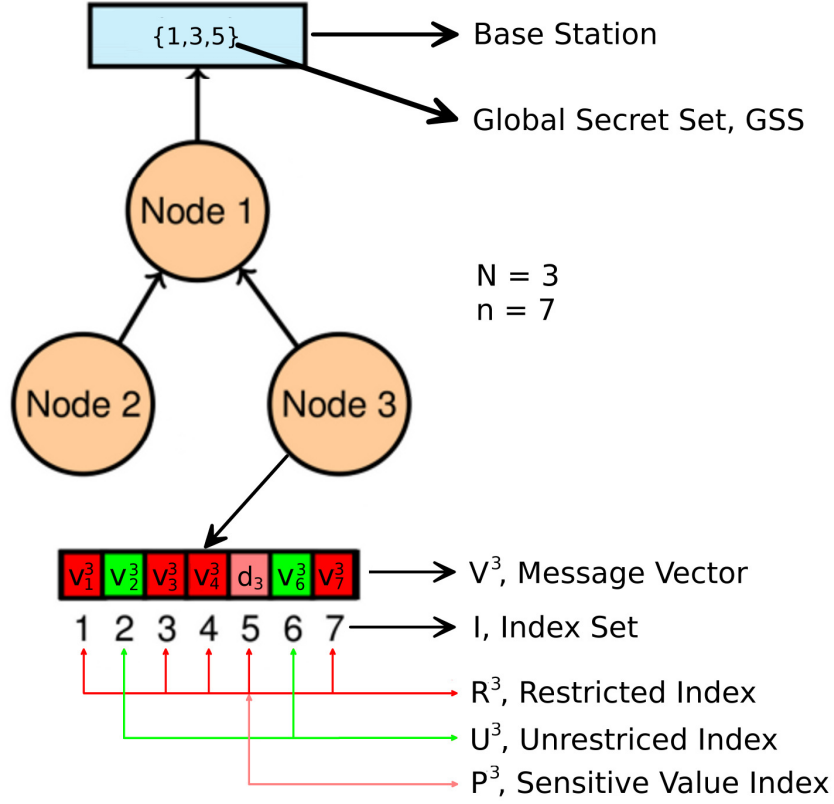 {1,3,5}
Base Station
Global Secret Set, GSS
Node 1
N = 3
n = 7
Node 2
Node 3
v₁³ v₂³ v₃³ v₄³ d₃ v₆³ v₇³
V³, Message Vector
1 2 3 4 5 6 7
I, Index Set
R³, Restricted Index
U³, Unrestriced Index
P³, Sensitive Value Index